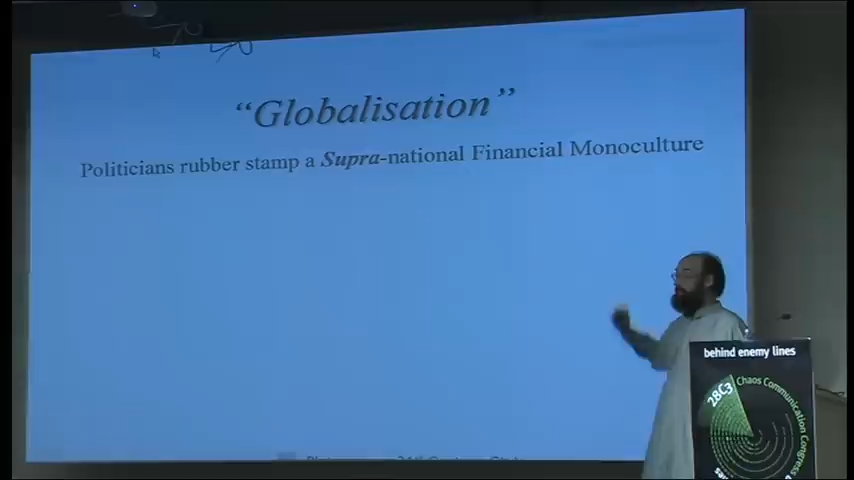 “Globalisation”
Politicians rubber stamp a Supra-national Financial Monoculture
behind enemy lines
28C3
Chaos Communication Congress